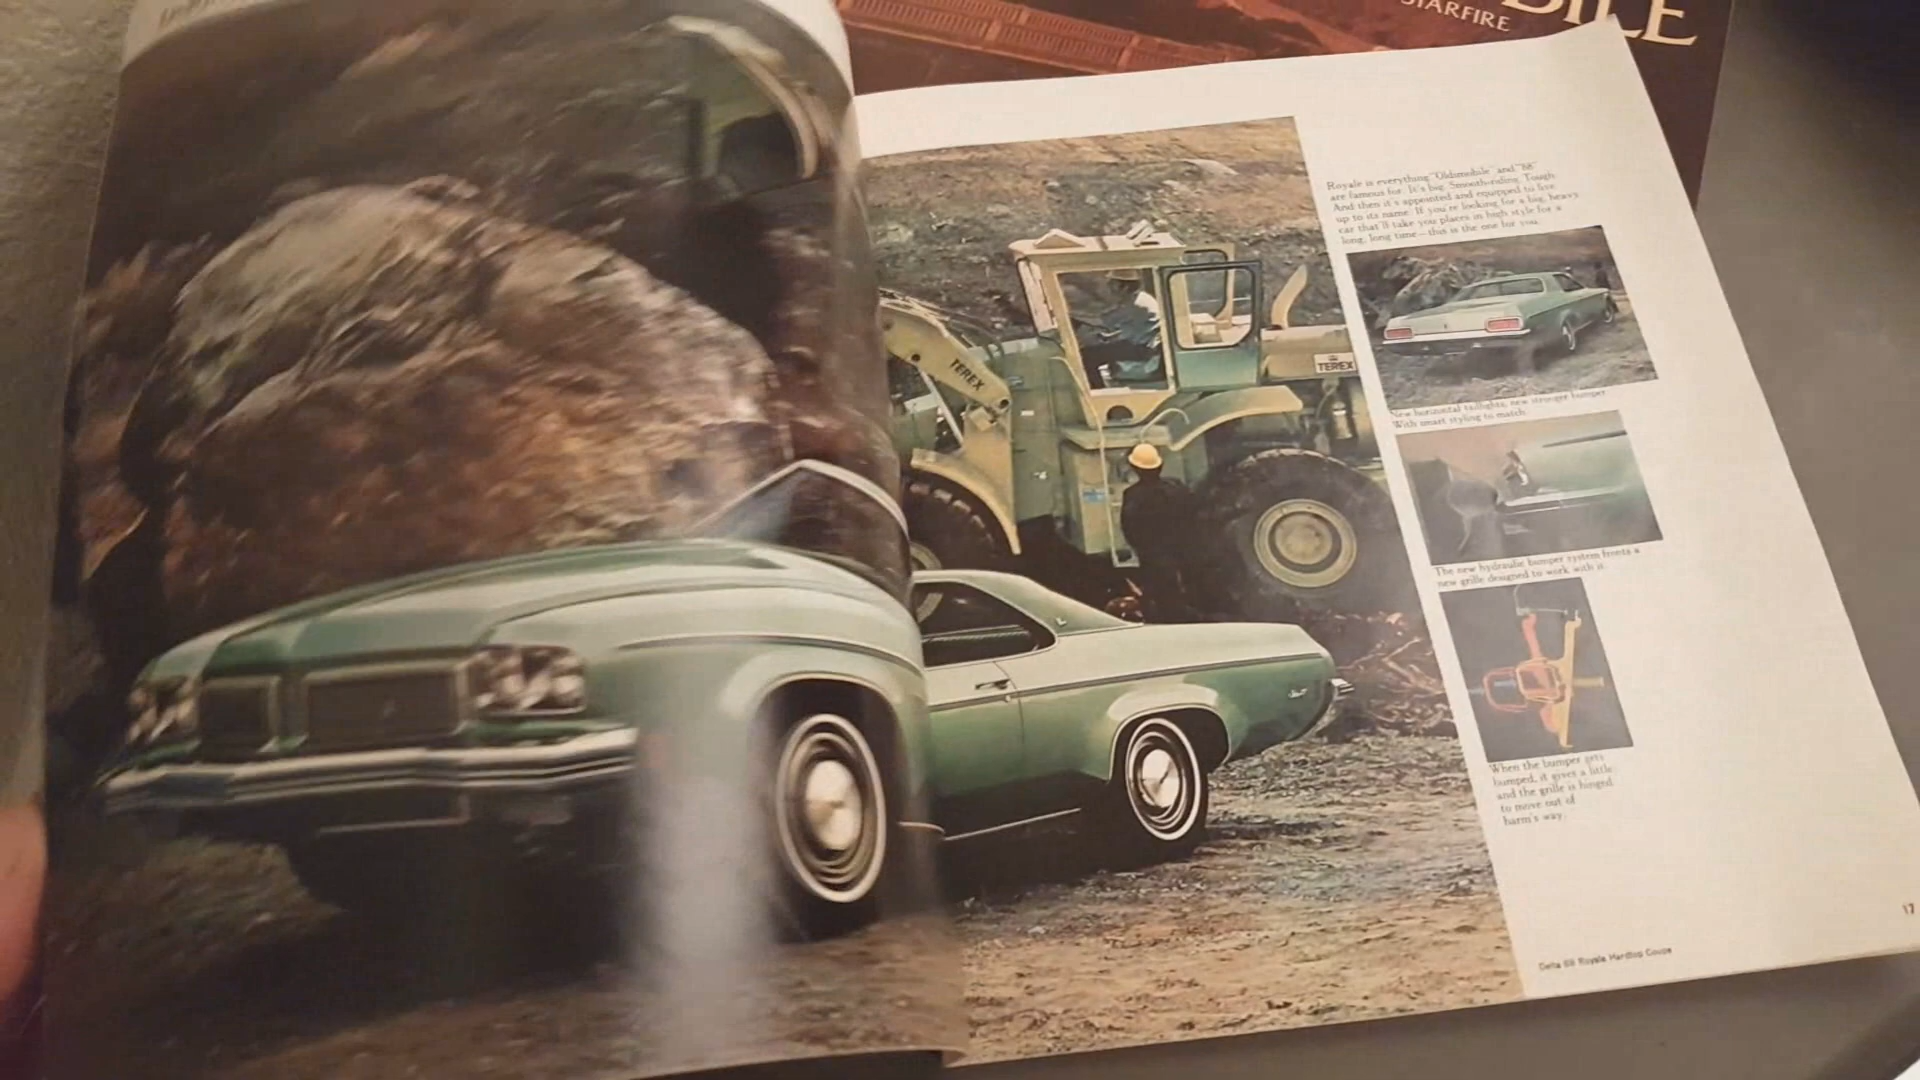 STARFIRE
BILE
Royale is everything "Oldsmobile" and "88"
are famous for. It's big. Smooth-riding. Tough.
And then it's appointed and equipped to live
up to its name. If you're looking for a big, heavy
car that'll take you places in high style for a
long, long time—this is the one for you.
TEREX
TEREX
New horizontal taillights, new stronger bumper.
With smart styling to match.
The new hydraulic bumper system fronts a
new grille designed to work with it.
When the bumper gets
bumped, it gives a little
and the grille is hinged
to move out of
harm's way.
17
Delta 88 Royale Hardtop Coupe